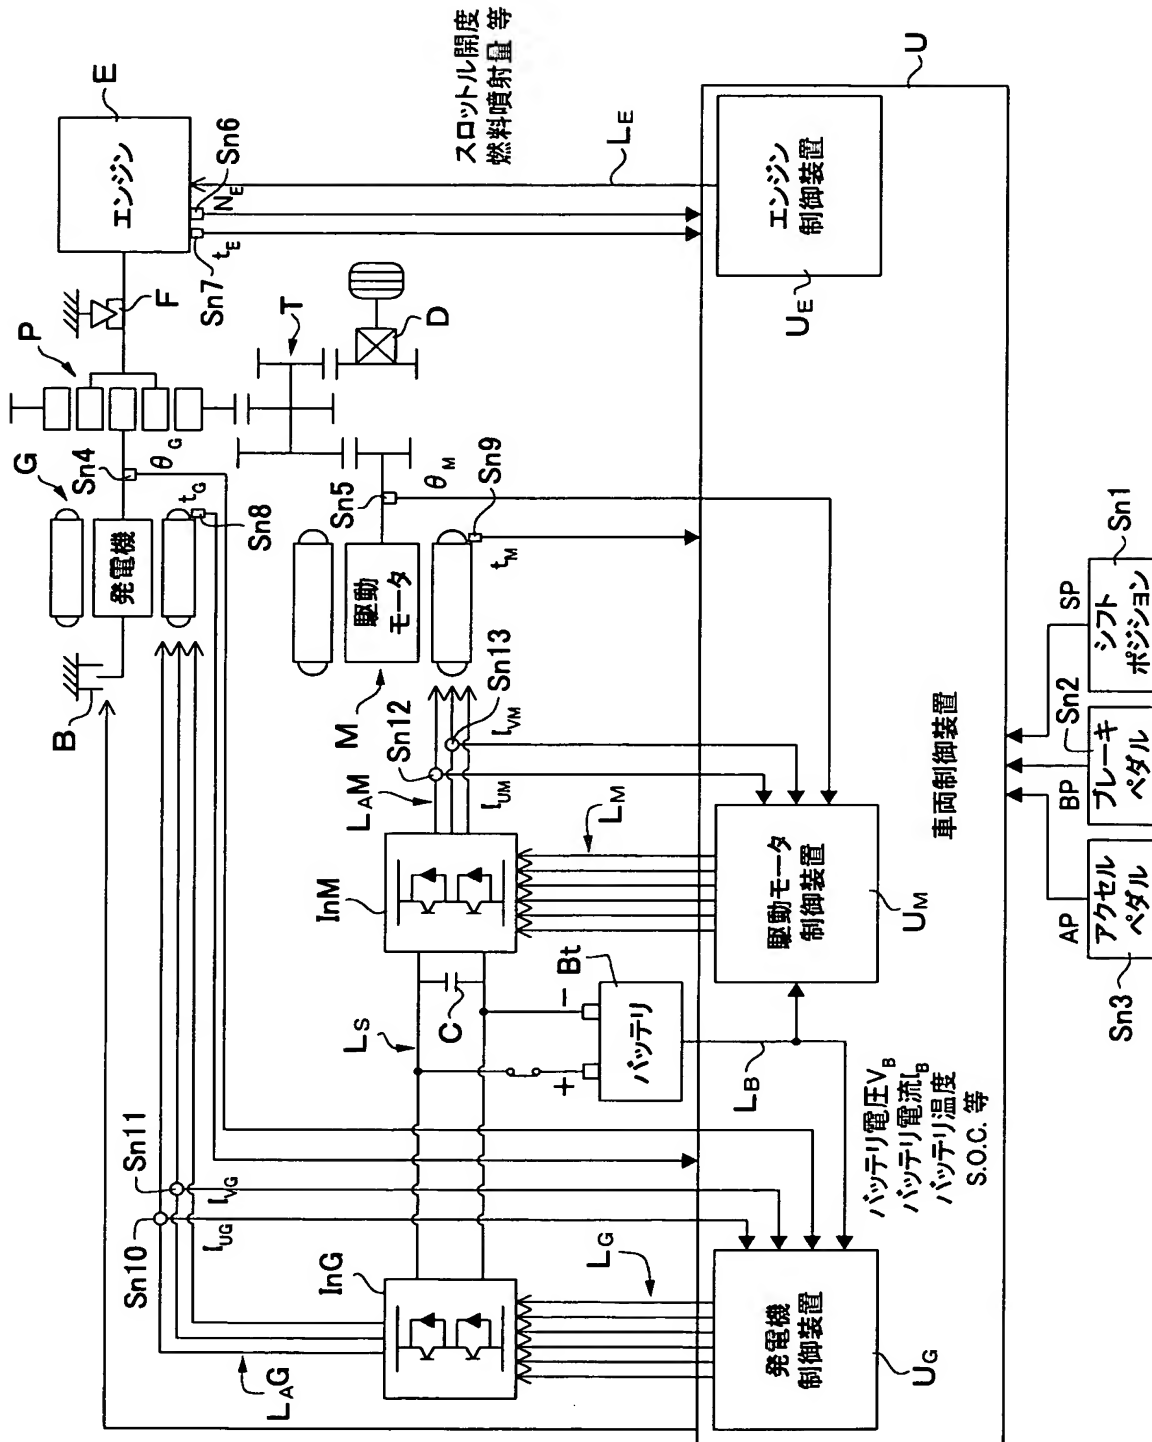 スロットル開度
燃料噴射量 等
E
エンジン
Sn6
N_E
t_E
Sn7
L_E
U
エンジン
制御装置
U_E
F
P
T
D
G
Sn4
θ_G
発電機
t_G
Sn8
B
Sn5
θ_M
駆動
モータ
Sn9
t_M
M
Sn13
Sn12
I_VM
I_UM
L_AM
InM
L_M
駆動モータ
制御装置
U_M
L_S
C
−
+
Bt
バッテリ
L_B
バッテリ電圧V_B
バッテリ電流I_B
バッテリ温度
S.O.C. 等
Sn11
I_VG
Sn10
I_UG
InG
L_AG
L_G
発電機
制御装置
U_G
車両制御装置
SP
シフト
ポジション
Sn1
BP
ブレーキ
ペダル
Sn2
AP
アクセル
ペダル
Sn3